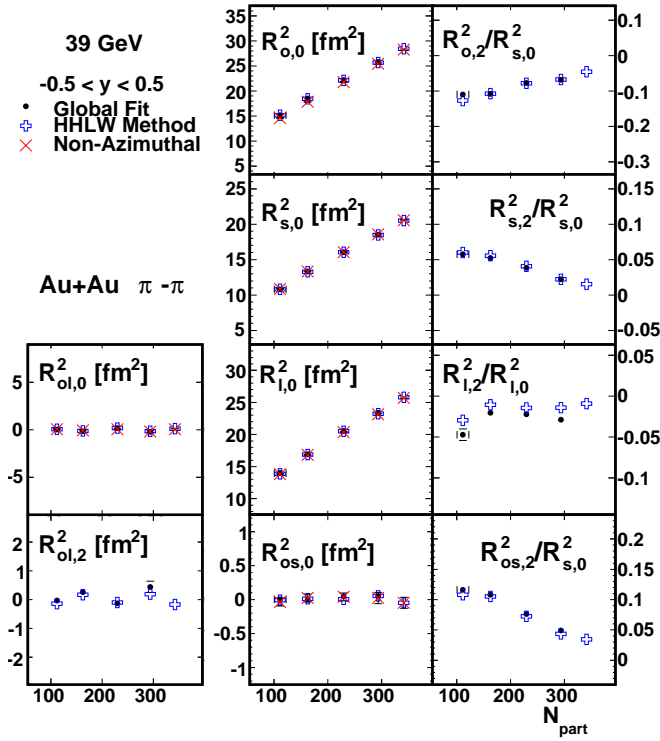 39 GeV
-0.5 < y < 0.5
Global Fit
HHLW Method
Non-Azimuthal
Au+Au π -π
R²o,0 [fm²]
35
30
25
20
15
10
5
R²o,2/R²s,0
0.1
0
-0.1
-0.2
-0.3
R²s,0 [fm²]
25
20
15
10
5
R²s,2/R²s,0
0.15
0.1
0.05
0
0.05
R²ol,0 [fm²]
5
0
-5
R²l,0 [fm²]
30
25
20
15
10
R²l,2/R²l,0
0.05
0
-0.05
-0.1
R²ol,2 [fm²]
2
1
0
-1
-2
R²os,0 [fm²]
1
0.5
0
-0.5
-1
R²os,2/R²s,0
0.2
0.15
0.1
0.05
0
100 200 300
100 200 300
100 200 300
Npart